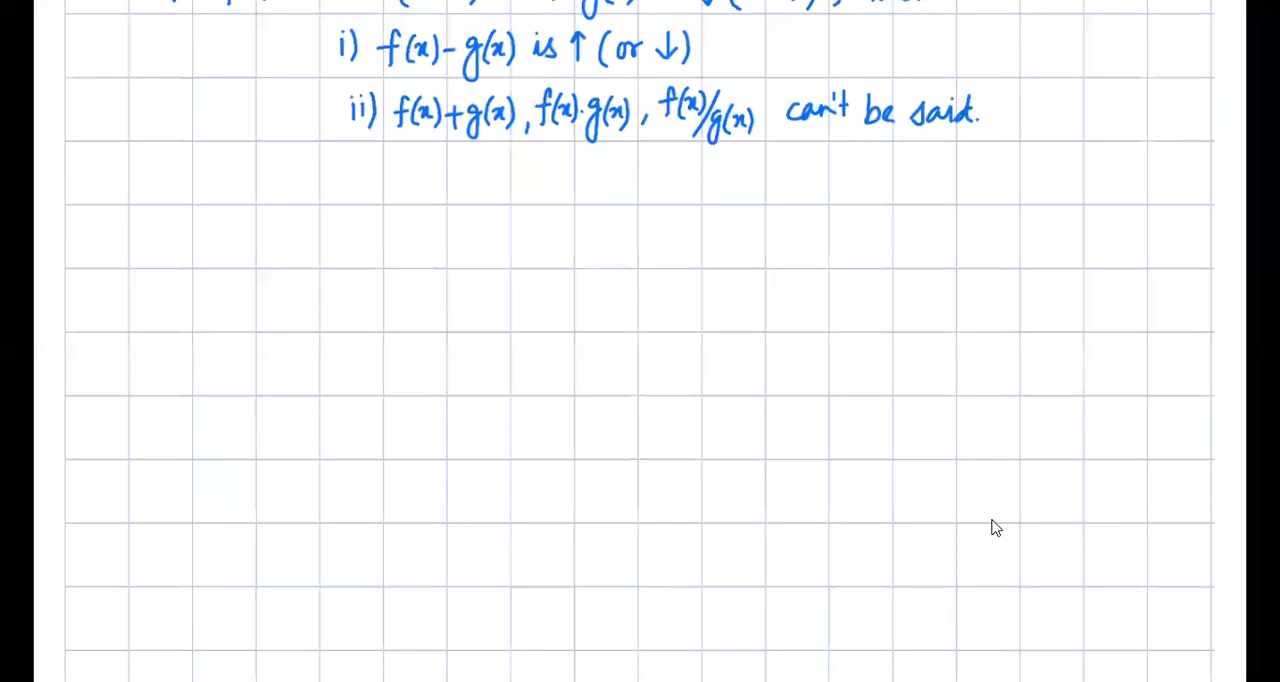 i) f(x)-g(x) is ↑ (or ↓)
ii) f(x)+g(x), f(x)·g(x), f(x)/g(x) can't be said.